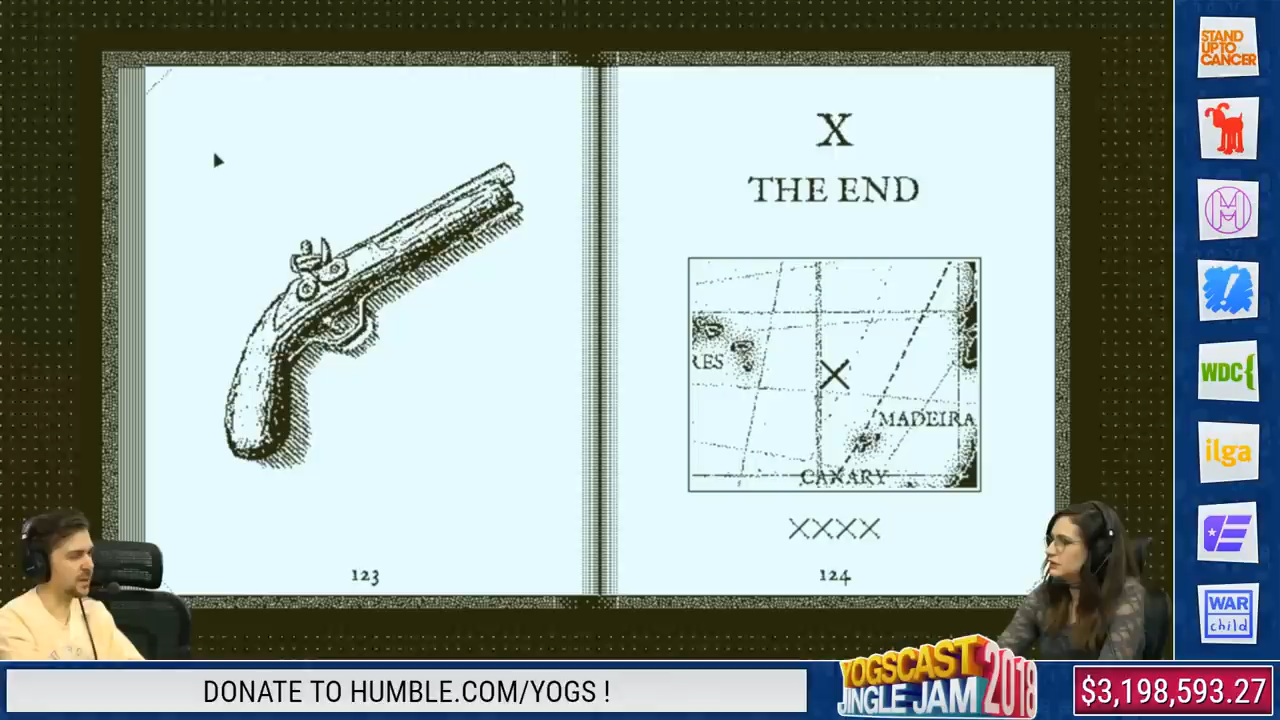 X
THE END
RES
MADEIRA
CANARY
XXXX
123
124
STAND
UP TO
CANCER
M
!
WDC{
ilga
E
WAR
child
DONATE TO HUMBLE.COM/YOGS !
YOGSCAST
JINGLE JAM 2018
$3,198,593.27